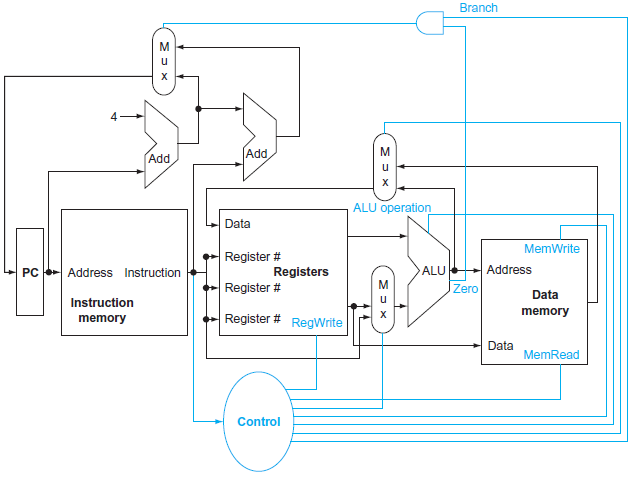 Branch
M
u
x
4
Add
Add
M
u
x
ALU operation
Data
Register #
Registers
Register #
Register #
RegWrite
PC
Address
Instruction
Instruction
memory
M
u
x
ALU
Zero
MemWrite
Address
Data
memory
Data
MemRead
Control